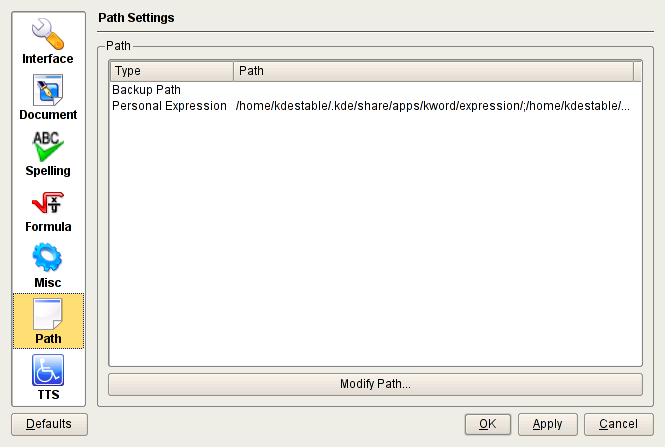 Path Settings
Interface
Document
ABC
Spelling
Formula
Misc
Path
TTS
Path
Type Path
Backup Path
Personal Expression /home/kdestable/.kde/share/apps/kword/expression/;/home/kdestable/...
Modify Path...
Defaults OK Apply Cancel